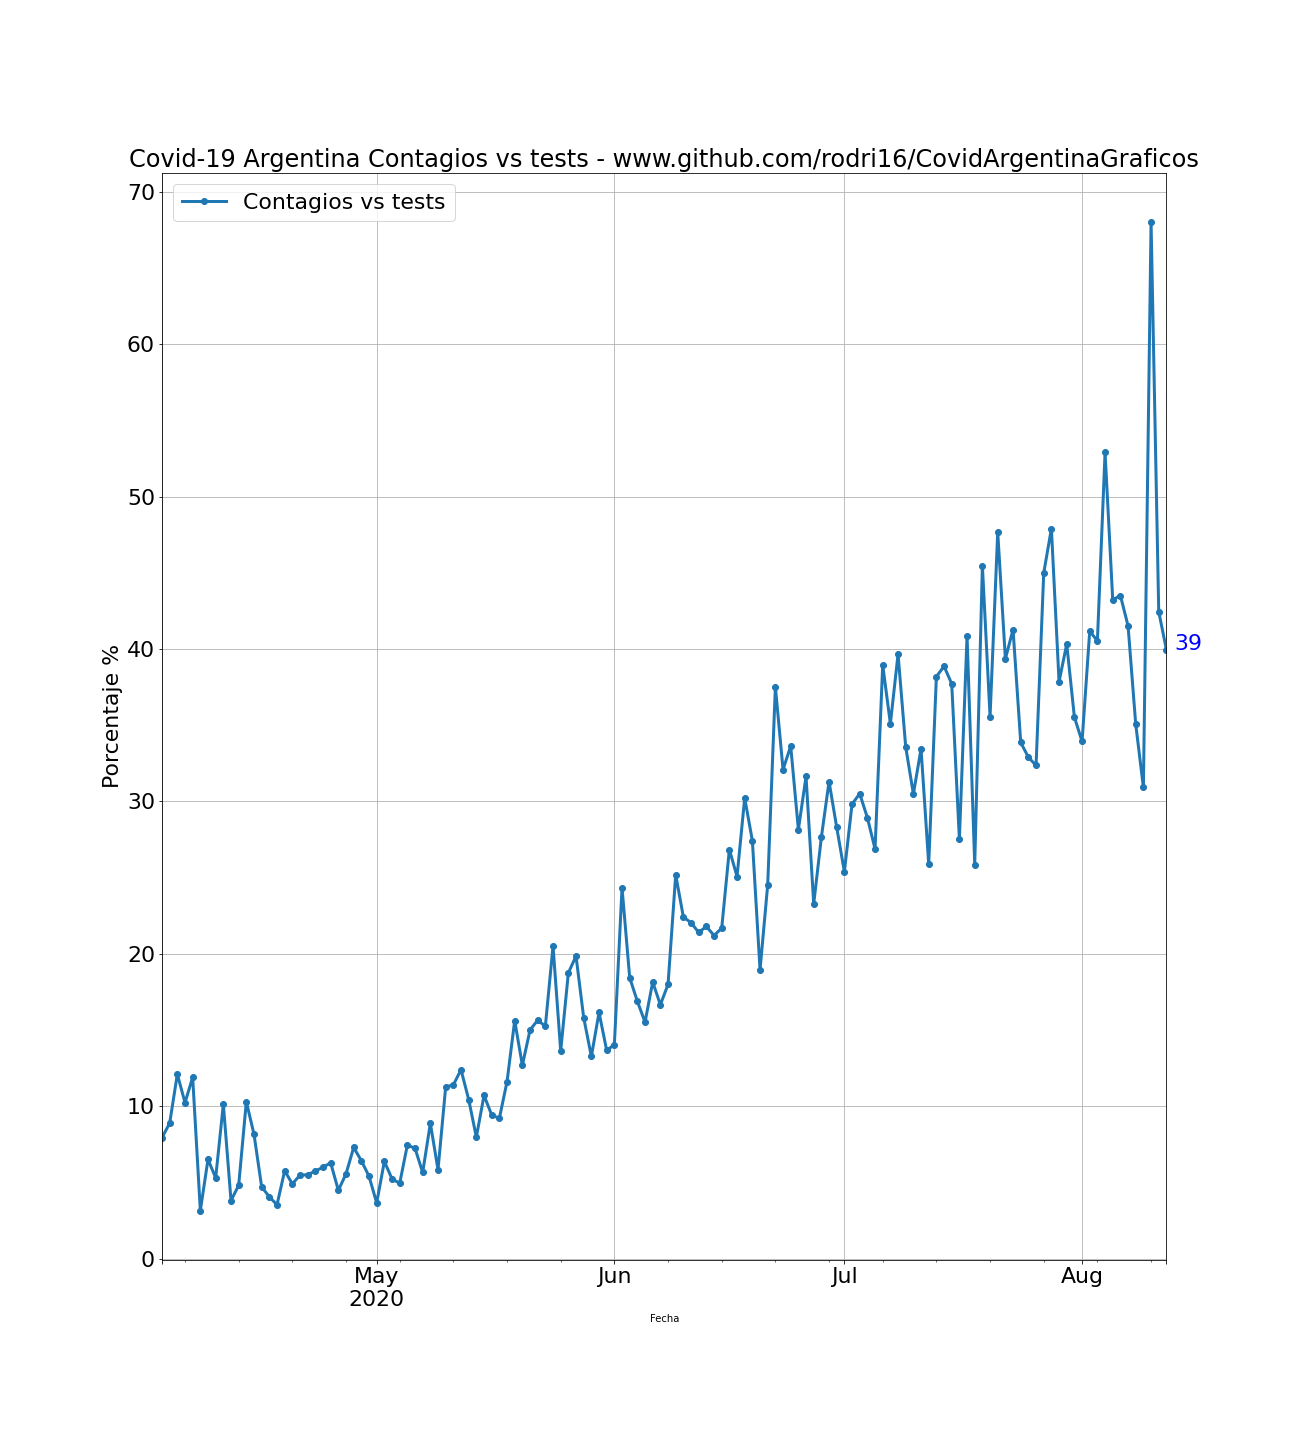 Covid-19 Argentina Contagios vs tests - www.github.com/rodri16/CovidArgentinaGraficos
Contagios vs tests
70
60
50
40
30
20
10
0
Porcentaje %
39
May
2020
Jun
Jul
Aug
Fecha